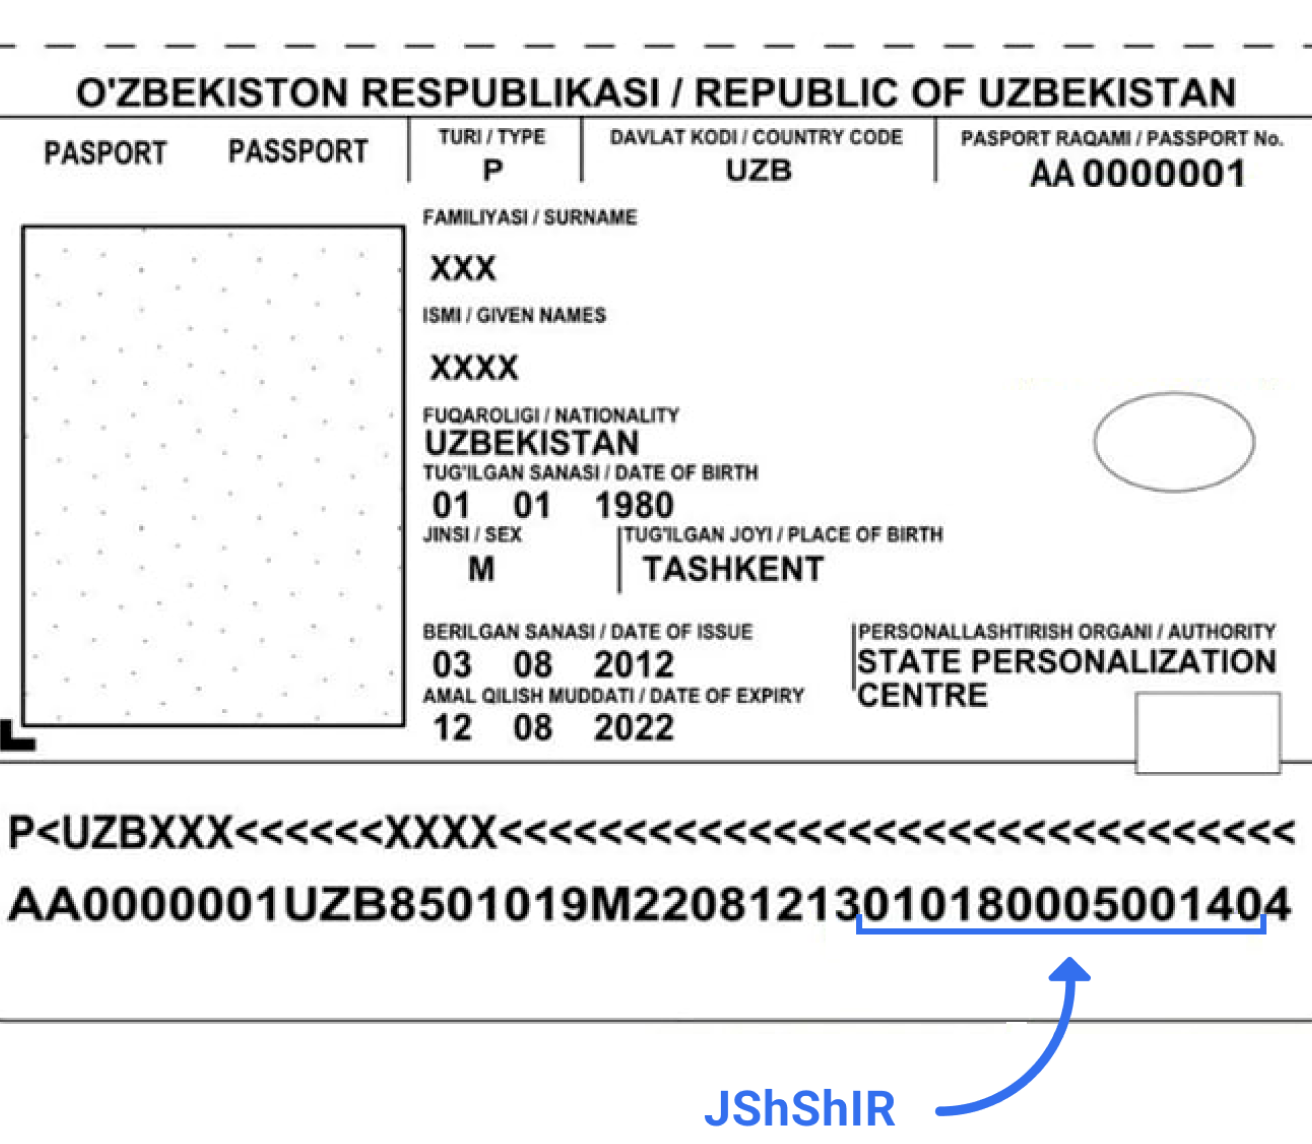 O'ZBEKISTON RESPUBLIKASI / REPUBLIC OF UZBEKISTAN
PASPORT PASSPORT
TURI / TYPE
P
DAVLAT KODI / COUNTRY CODE
UZB
PASPORT RAQAMI / PASSPORT No.
AA 0000001
FAMILIYASI / SURNAME
XXX
ISMI / GIVEN NAMES
XXXX
FUQAROLIGI / NATIONALITY
UZBEKISTAN
TUG'ILGAN SANASI / DATE OF BIRTH
01 01 1980
JINSI / SEX
M
TUG'ILGAN JOYI / PLACE OF BIRTH
TASHKENT
BERILGAN SANASI / DATE OF ISSUE
03 08 2012
AMAL QILISH MUDDATI / DATE OF EXPIRY
12 08 2022
PERSONALLASHTIRISH ORGANI / AUTHORITY
STATE PERSONALIZATION
CENTRE
P<UZBXXX<<<<<<XXXX<<<<<<<<<<<<<<<<<<<<<<<<<<<<<<<<
AA0000001UZB8501019M22081213010180005001404
JShShIR